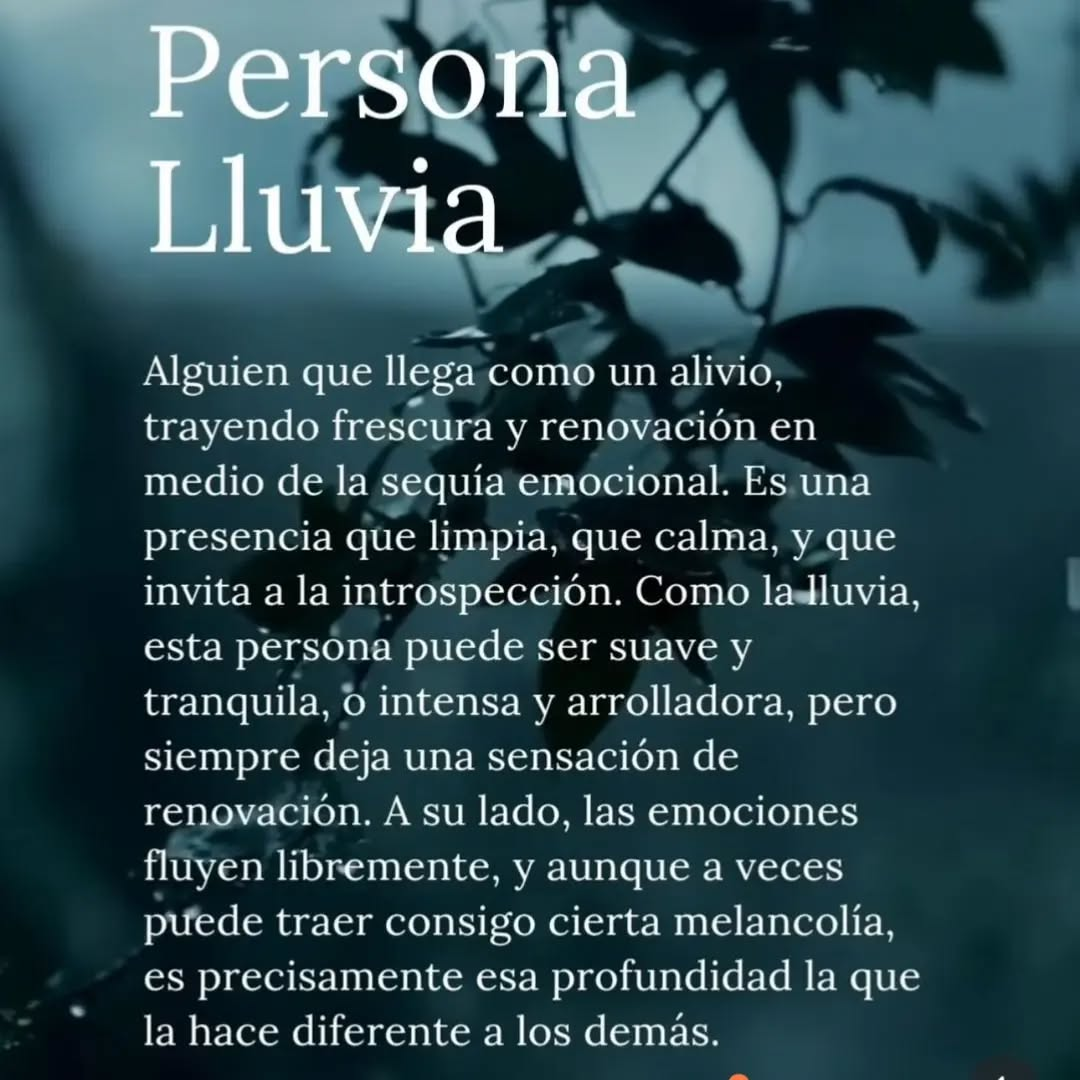 Persona
Lluvia
Alguien que llega como un alivio,
trayendo frescura y renovación en
medio de la sequía emocional. Es una
presencia que limpia, que calma, y que
invita a la introspección. Como la lluvia,
esta persona puede ser suave y
tranquila, o intensa y arrolladora, pero
siempre deja una sensación de
renovación. A su lado, las emociones
fluyen libremente, y aunque a veces
puede traer consigo cierta melancolía,
es precisamente esa profundidad la que
la hace diferente a los demás.